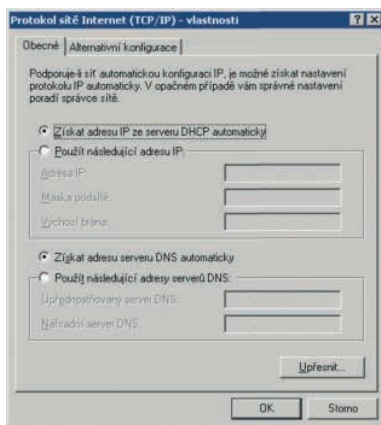 Protokol sítě Internet (TCP/IP) - vlastnosti
Obecné
Alternativní konfigurace
Podporuje-li síť automatickou konfiguraci IP, je možné získat nastavení
protokolu IP automaticky. V opačném případě vám správné nastavení
poradí správce sítě.
Získat adresu IP ze serveru DHCP automaticky
Použít následující adresu IP:
Adresa IP:
Maska podsítě:
Výchozí brána:
Získat adresu serveru DNS automaticky
Použít následující adresy serverů DNS:
Upřednostňovaný server DNS:
Náhradní server DNS:
Upřesnit...
OK
Storno